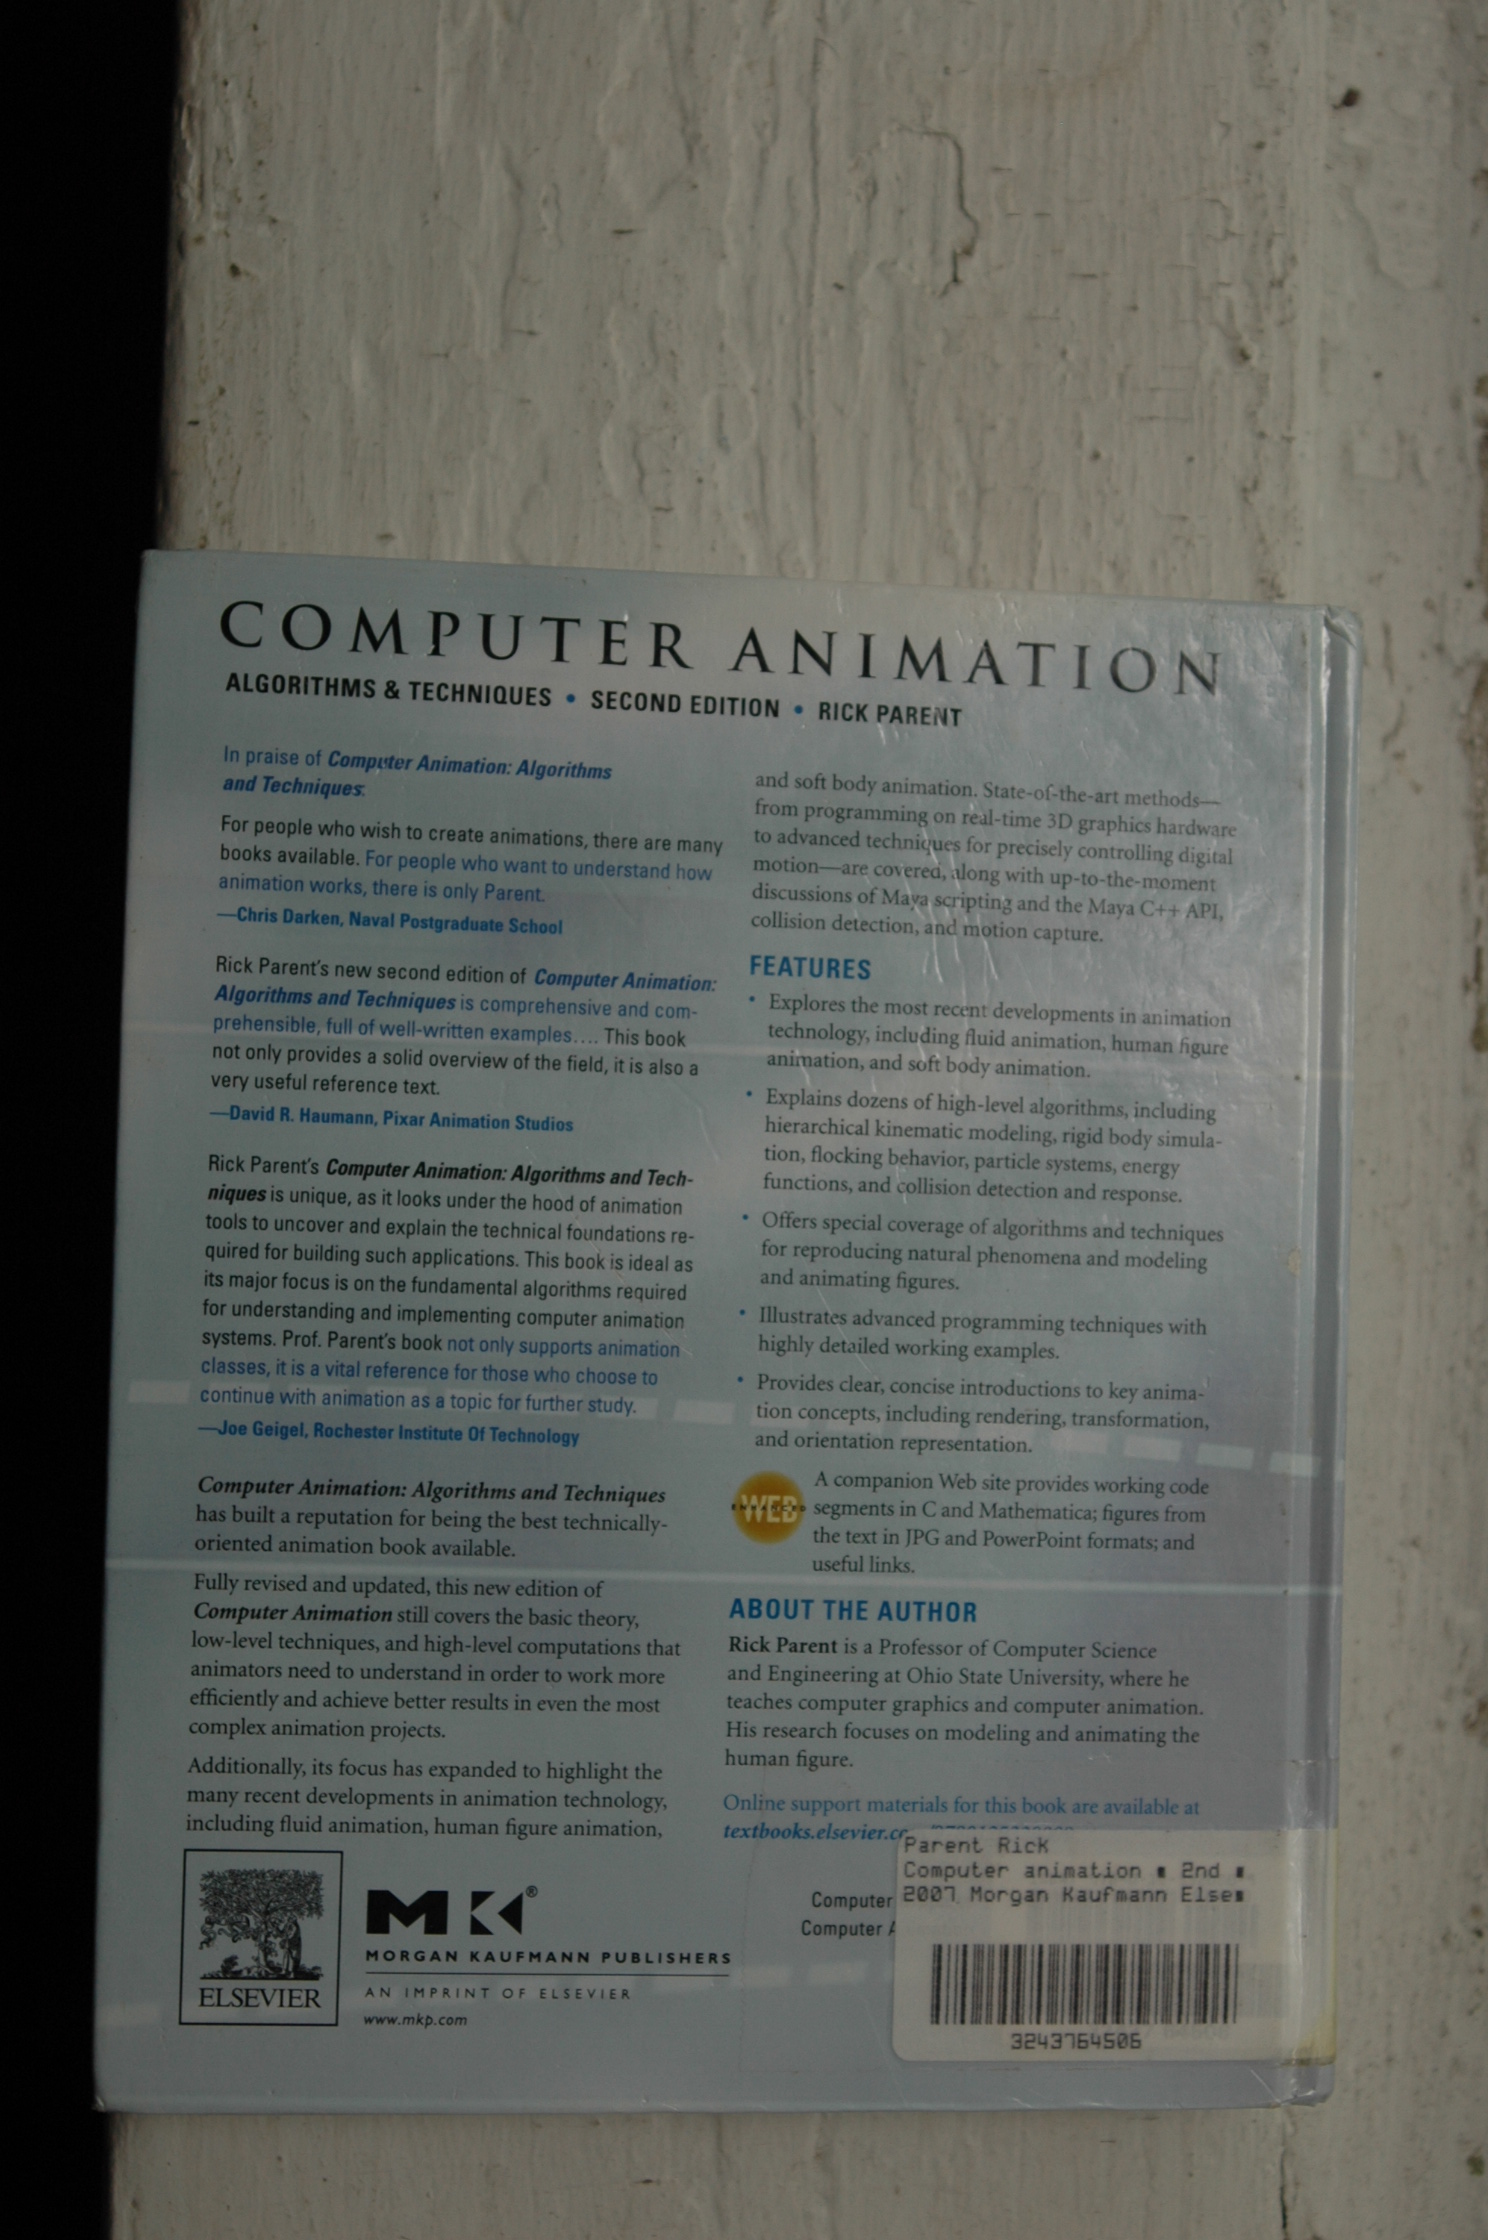 COMPUTER ANIMATION
ALGORITHMS & TECHNIQUES • SECOND EDITION • RICK PARENT
In praise of Computer Animation: Algorithms
and Techniques:
For people who wish to create animations, there are many
books available. For people who want to understand how
animation works, there is only Parent.
—Chris Darken, Naval Postgraduate School
Rick Parent's new second edition of Computer Animation:
Algorithms and Techniques is comprehensive and com-
prehensible, full of well-written examples.... This book
not only provides a solid overview of the field, it is also a
very useful reference text.
—David R. Haumann, Pixar Animation Studios
Rick Parent's Computer Animation: Algorithms and Tech-
niques is unique, as it looks under the hood of animation
tools to uncover and explain the technical foundations re-
quired for building such applications. This book is ideal as
its major focus is on the fundamental algorithms required
for understanding and implementing computer animation
systems. Prof. Parent's book not only supports animation
classes, it is a vital reference for those who choose to
continue with animation as a topic for further study.
—Joe Geigel, Rochester Institute Of Technology
Computer Animation: Algorithms and Techniques
has built a reputation for being the best technically-
oriented animation book available.
Fully revised and updated, this new edition of
Computer Animation still covers the basic theory,
low-level techniques, and high-level computations that
animators need to understand in order to work more
efficiently and achieve better results in even the most
complex animation projects.
Additionally, its focus has expanded to highlight the
many recent developments in animation technology,
including fluid animation, human figure animation,
and soft body animation. State-of-the-art methods—
from programming on real-time 3D graphics hardware
to advanced techniques for precisely controlling digital
motion—are covered, along with up-to-the-moment
discussions of Maya scripting and the Maya C++ API,
collision detection, and motion capture.
FEATURES
• Explores the most recent developments in animation
technology, including fluid animation, human figure
animation, and soft body animation.
• Explains dozens of high-level algorithms, including
hierarchical kinematic modeling, rigid body simula-
tion, flocking behavior, particle systems, energy
functions, and collision detection and response.
• Offers special coverage of algorithms and techniques
for reproducing natural phenomena and modeling
and animating figures.
• Illustrates advanced programming techniques with
highly detailed working examples.
• Provides clear, concise introductions to key anima-
tion concepts, including rendering, transformation,
and orientation representation.
WEB
ENHANCED
A companion Web site provides working code
segments in C and Mathematica; figures from
the text in JPG and PowerPoint formats; and
useful links.
ABOUT THE AUTHOR
Rick Parent is a Professor of Computer Science
and Engineering at Ohio State University, where he
teaches computer graphics and computer animation.
His research focuses on modeling and animating the
human figure.
Online support materials for this book are available at
textbooks.elsevier.co
Computer
Computer A
Parent Rick
Computer animation ▪ 2nd ▪
2007 Morgan Kaufmann Else▪
3243764506
ELSEVIER
MK®
MORGAN KAUFMANN PUBLISHERS
AN IMPRINT OF ELSEVIER
www.mkp.com